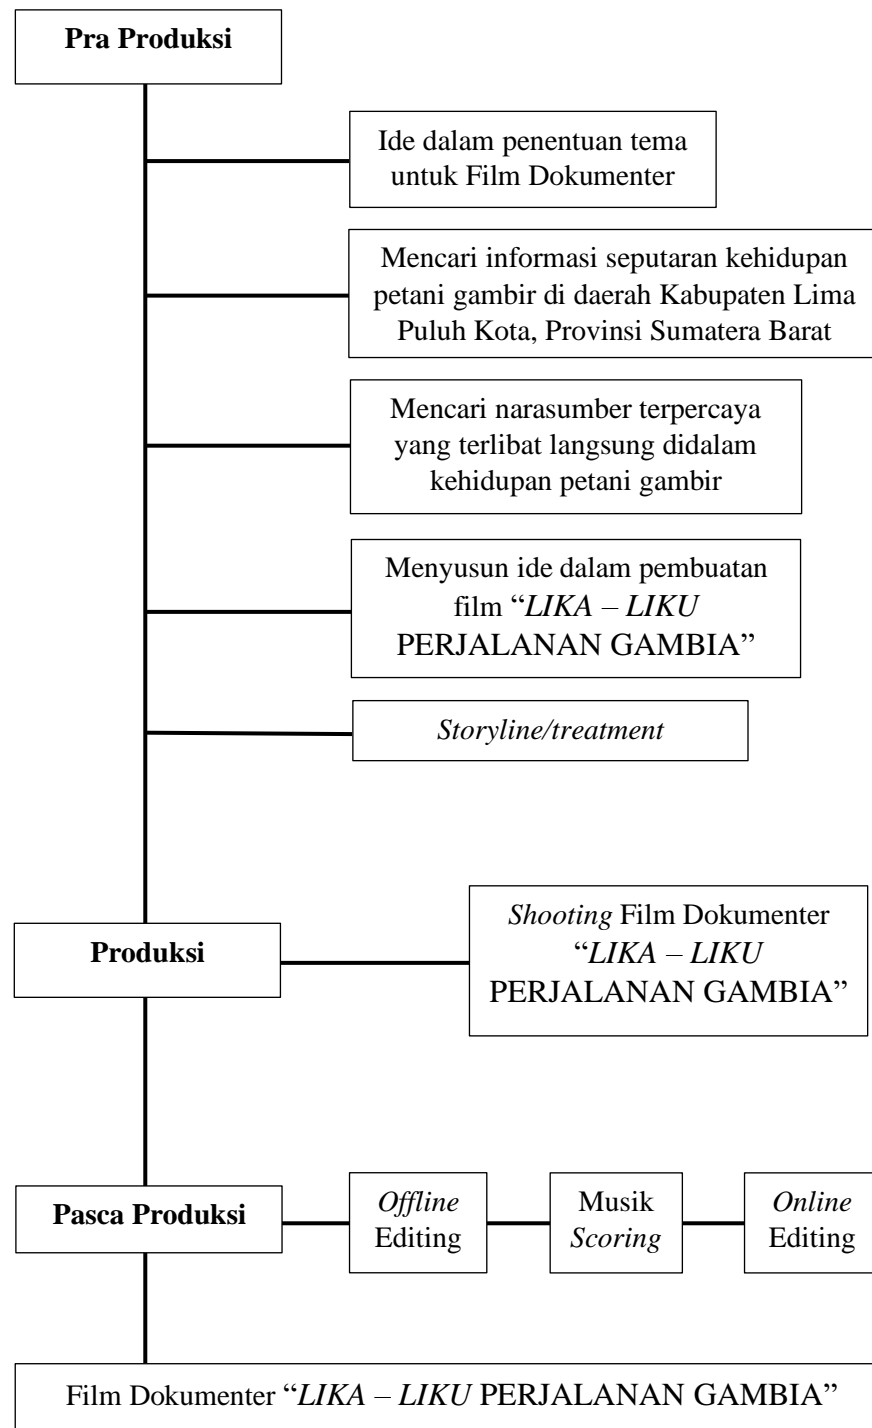 Pra Produksi
Ide dalam penentuan tema
untuk Film Dokumenter
Mencari informasi seputaran kehidupan
petani gambir di daerah Kabupaten Lima
Puluh Kota, Provinsi Sumatera Barat
Mencari narasumber terpercaya
yang terlibat langsung didalam
kehidupan petani gambir
Menyusun ide dalam pembuatan
film “LIKA – LIKU
PERJALANAN GAMBIA”
Storyline/treatment
Produksi
Shooting Film Dokumenter
“LIKA – LIKU
PERJALANAN GAMBIA”
Pasca Produksi
Offline
Editing
Musik
Scoring
Online
Editing
Film Dokumenter “LIKA – LIKU PERJALANAN GAMBIA”